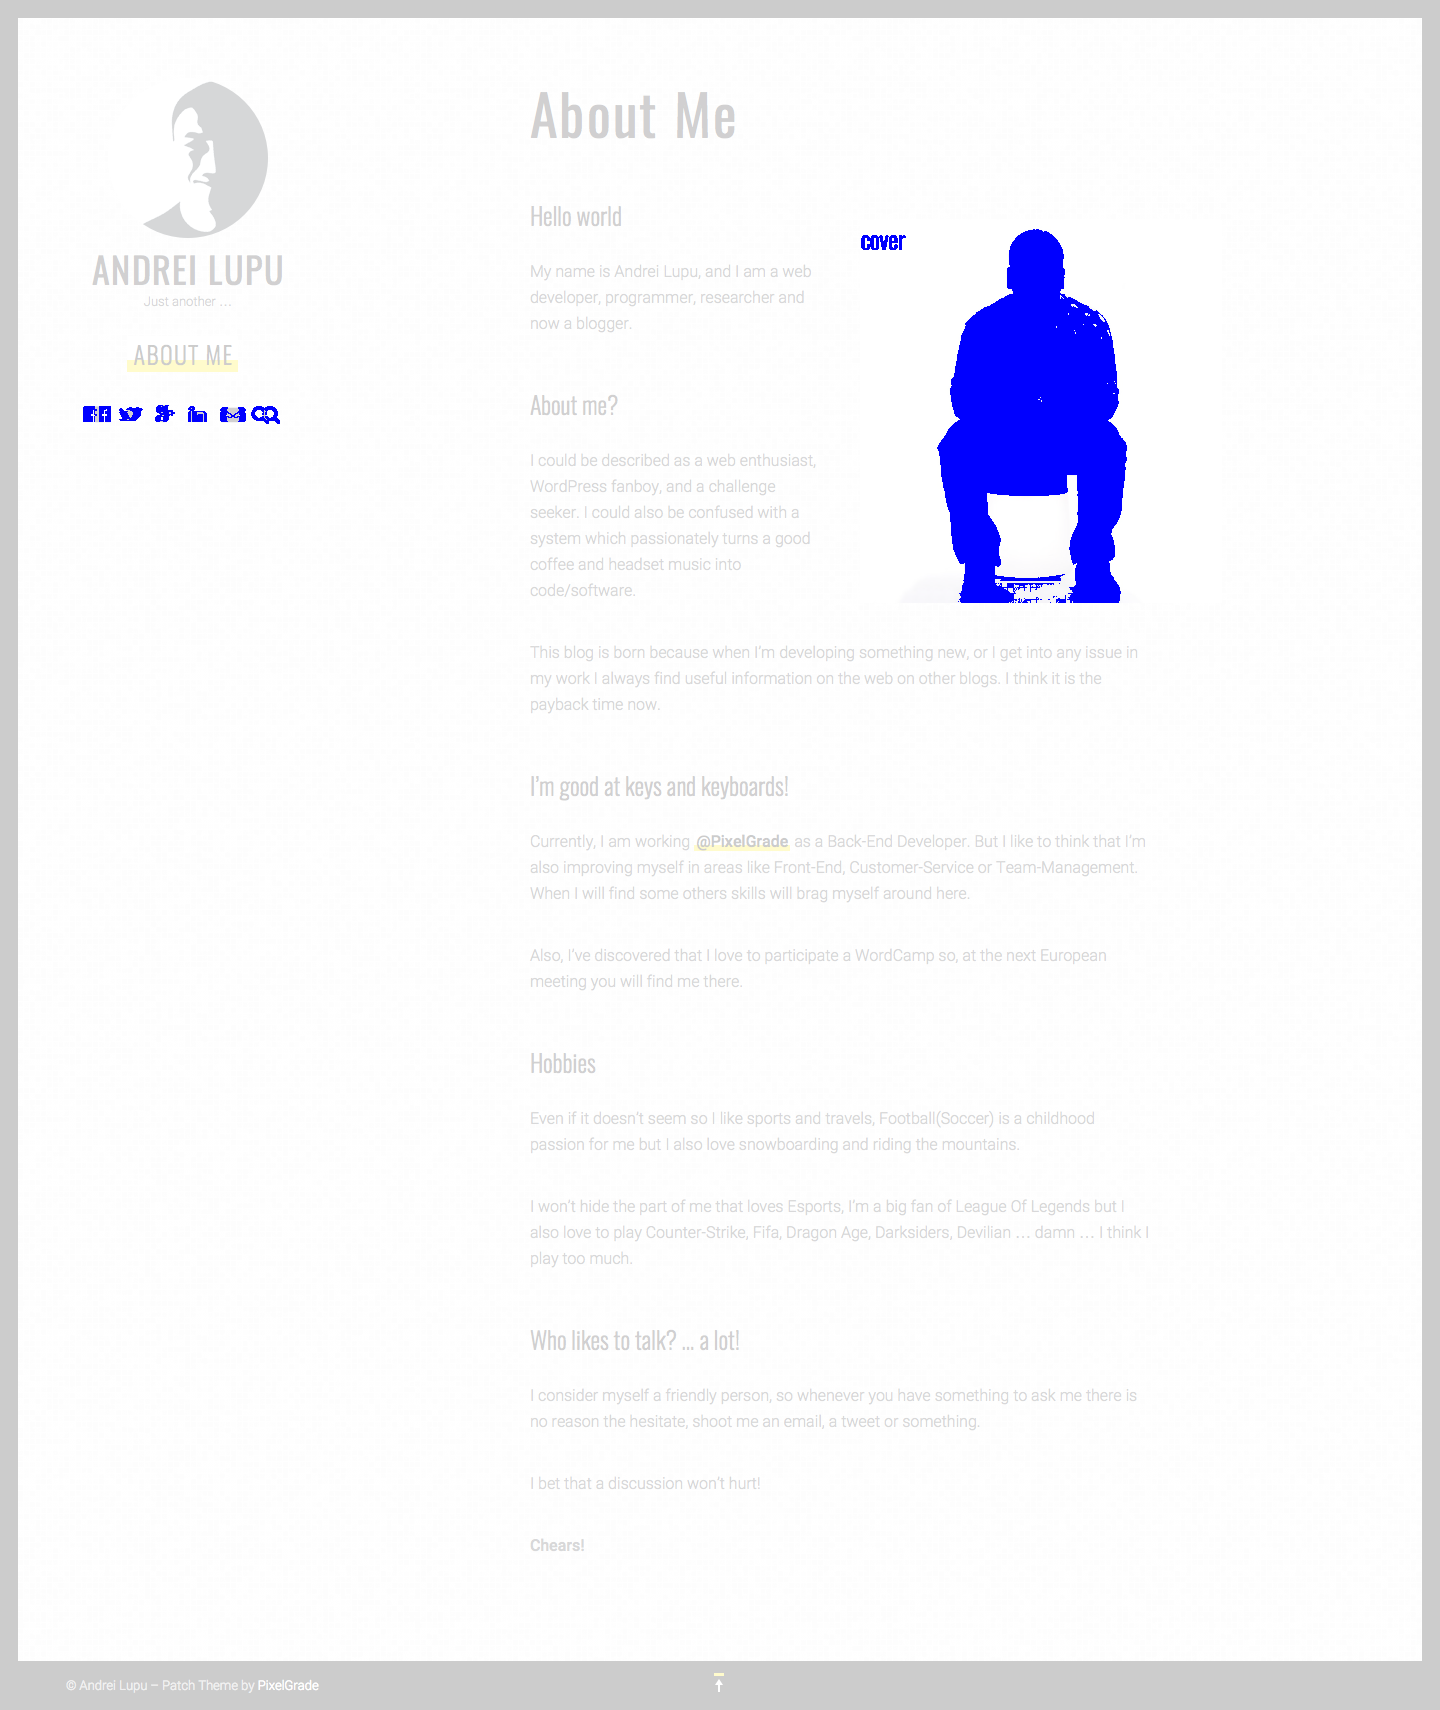 ANDREI LUPU
Just another ...
ABOUT ME
About Me
Hello world
My name is Andrei Lupu, and I am a web
developer, programmer, researcher and
now a blogger.
cover
About me?
I could be described as a web enthusiast,
WordPress fanboy, and a challenge
seeker. I could also be confused with a
system which passionately turns a good
coffee and headset music into
code/software.
This blog is born because when I'm developing something new, or I get into any issue in
my work I always find useful information on the web on other blogs. I think it is the
payback time now.
I'm good at keys and keyboards!
Currently, I am working @PixelGrade as a Back-End Developer. But I like to think that I'm
also improving myself in areas like Front-End, Customer-Service or Team-Management.
When I will find some others skills will brag myself around here.
Also, I've discovered that I love to participate a WordCamp so, at the next European
meeting you will find me there.
Hobbies
Even if it doesn't seem so I like sports and travels, Football(Soccer) is a childhood
passion for me but I also love snowboarding and riding the mountains.
I won't hide the part of me that loves Esports, I'm a big fan of League Of Legends but I
also love to play Counter-Strike, Fifa, Dragon Age, Darksiders, Devilian ... damn ... I think I
play too much.
Who likes to talk? ... a lot!
I consider myself a friendly person, so whenever you have something to ask me there is
no reason the hesitate, shoot me an email, a tweet or something.
I bet that a discussion won't hurt!
Chears!
© Andrei Lupu – Patch Theme by PixelGrade